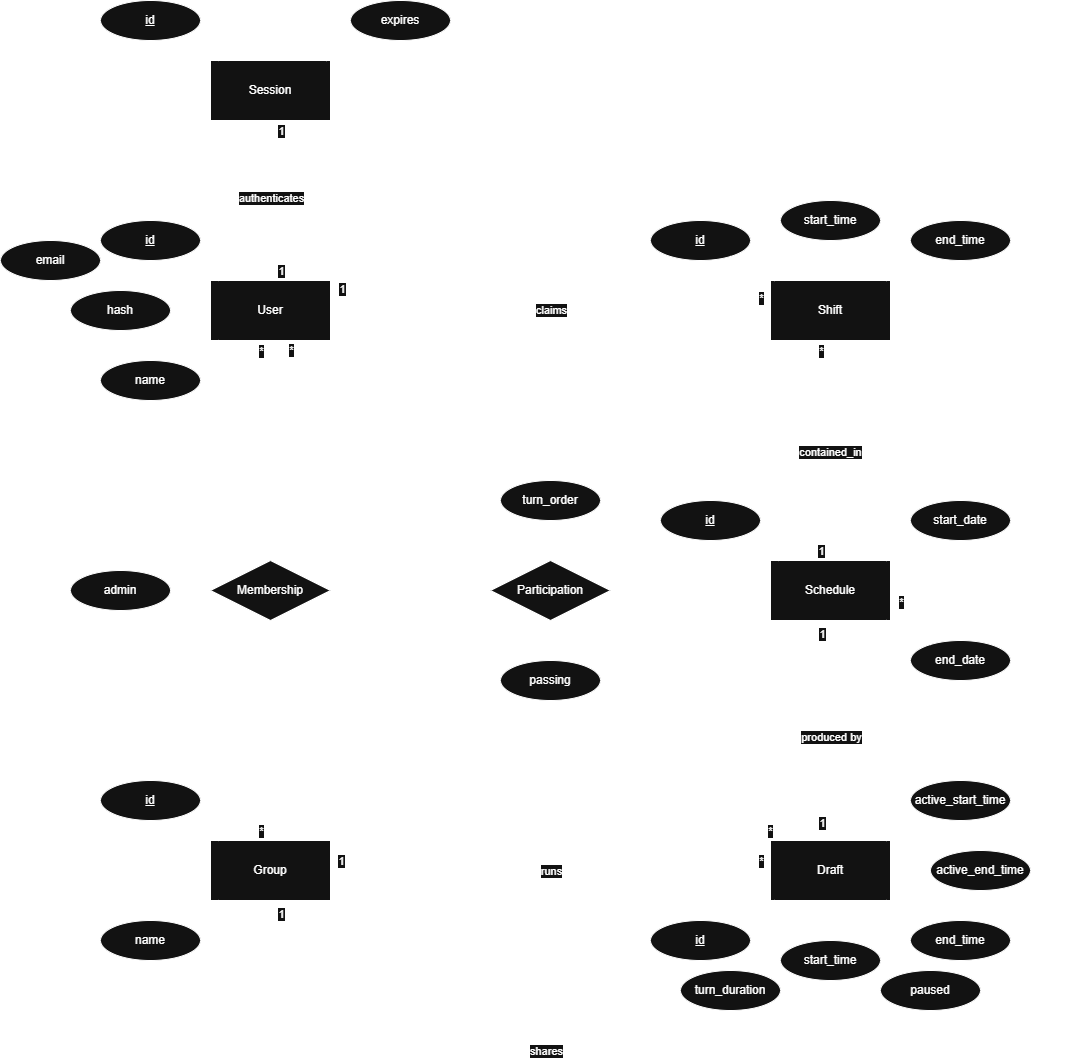 id
expires
Session
1
authenticates
start_time
id
id
end_time
email
1
1
*
hash
User
claims
Shift
*
*
*
name
contained_in
turn_order
id
start_date
1
admin
Membership
Participation
Schedule
*
1
end_date
passing
produced by
id
active_start_time
*
*
1
1
*
Group
runs
Draft
active_end_time
1
name
id
end_time
start_time
turn_duration
paused
shares